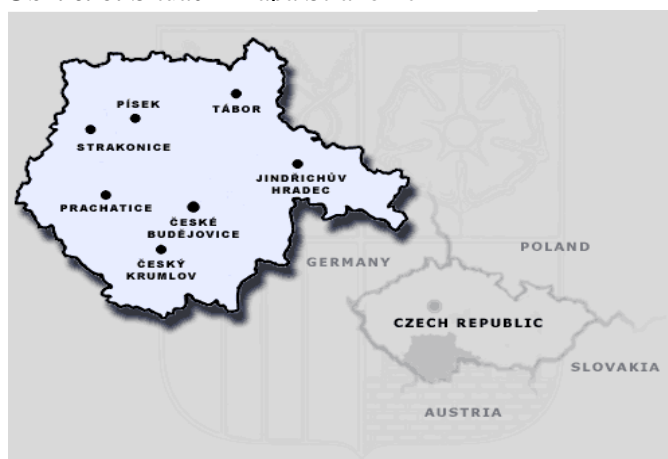 PÍSEK
TÁBOR
STRAKONICE
JINDŘICHŮV
HRADEC
PRACHATICE
ČESKÉ
BUDĚJOVICE
ČESKÝ
KRUMLOV
GERMANY
POLAND
CZECH REPUBLIC
SLOVAKIA
AUSTRIA